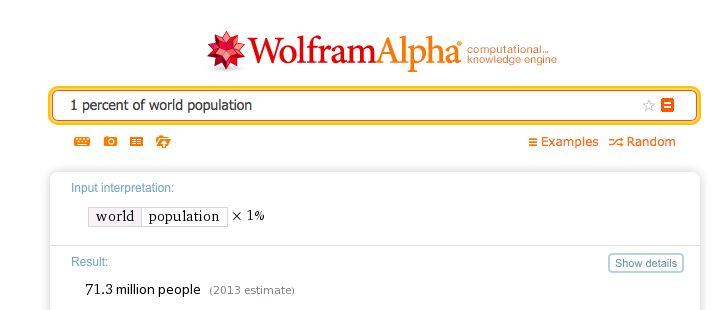 WolframAlpha computational... knowledge engine
1 percent of world population
Examples Random
Input interpretation:
world population × 1%
Result:
Show details
71.3 million people (2013 estimate)